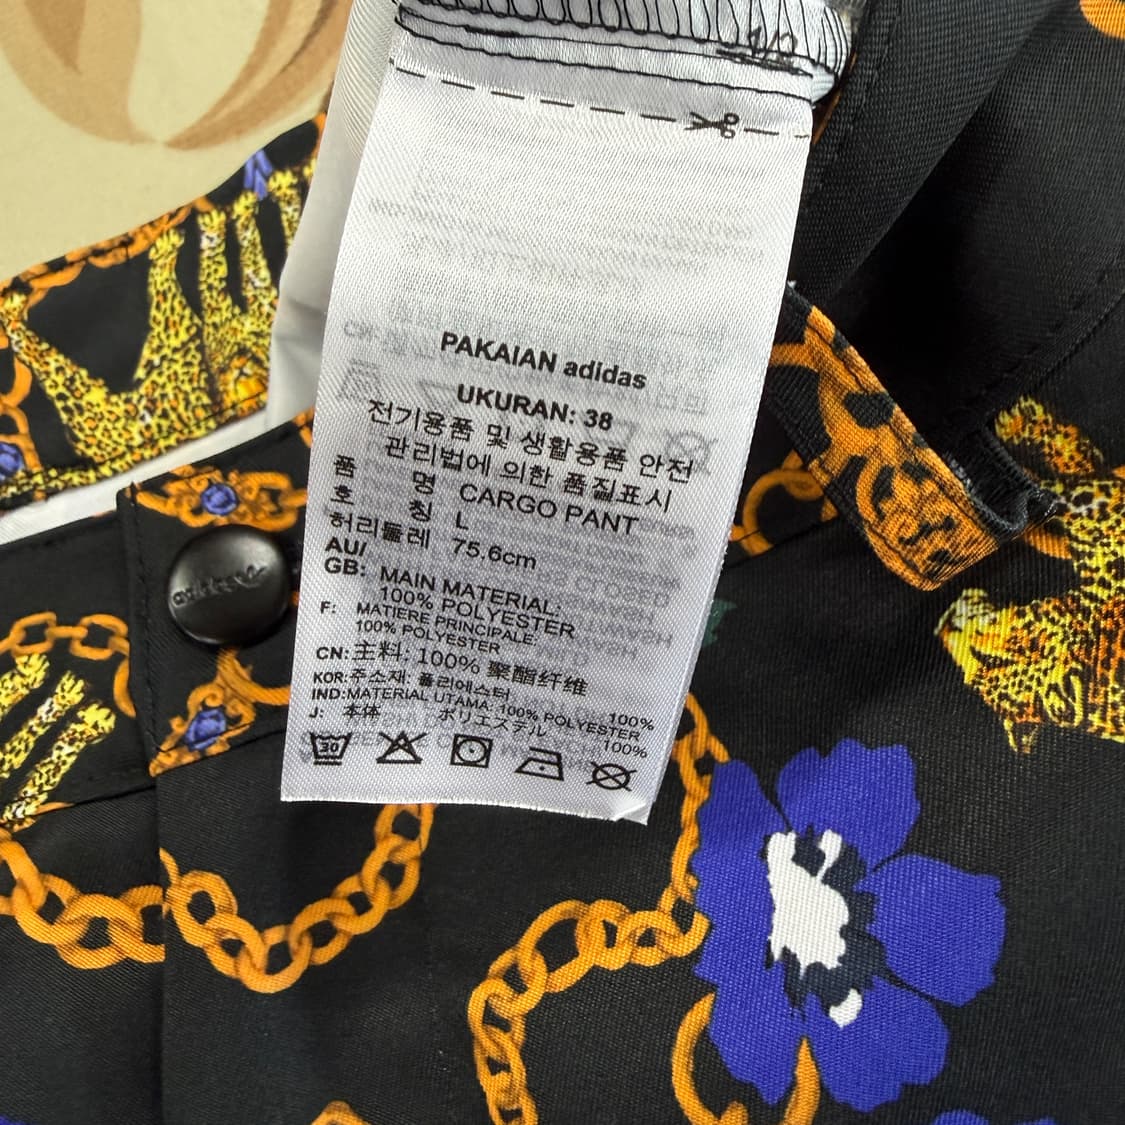 1/2
PAKAIAN adidas
UKURAN: 38
전기용품 및 생활용품 안전
관리법에 의한 품질표시
품 명 CARGO PANT
호 칭 L
허리둘레 75.6cm
AU/
GB: MAIN MATERIAL:
100% POLYESTER
F: MATIERE PRINCIPALE:
100% POLYESTER
CN: 主料: 100% 聚酯纤维
KOR: 주소재: 폴리에스터 100%
IND: MATERIAL UTAMA: 100% POLYESTER
J: 本体 ポリエステル 100%
30
adidas